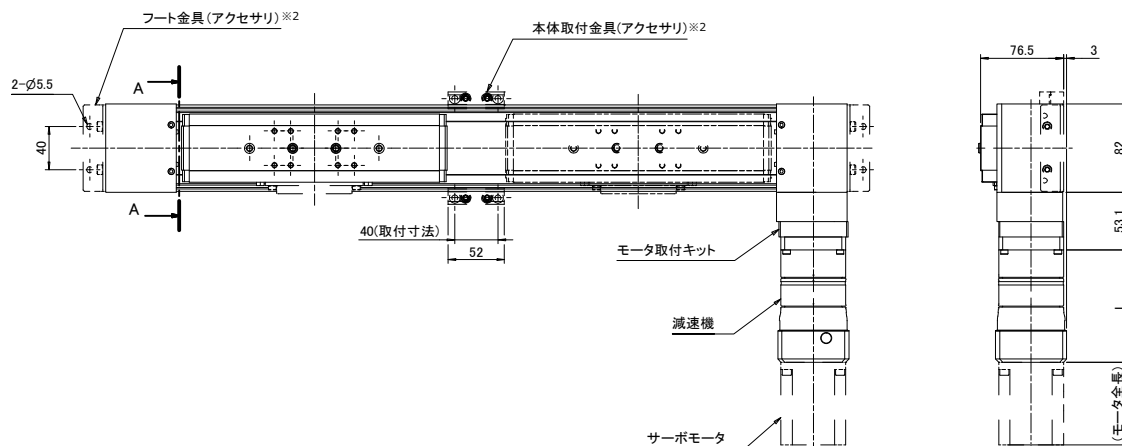 フート金具(アクセサリ)※2
本体取付金具(アクセサリ)※2
76.5
3
A
2-Ø5.5
40
82
A
40(取付寸法)
52
53.1
モータ取付キット
減速機
サーボモータ
(モータ全長)